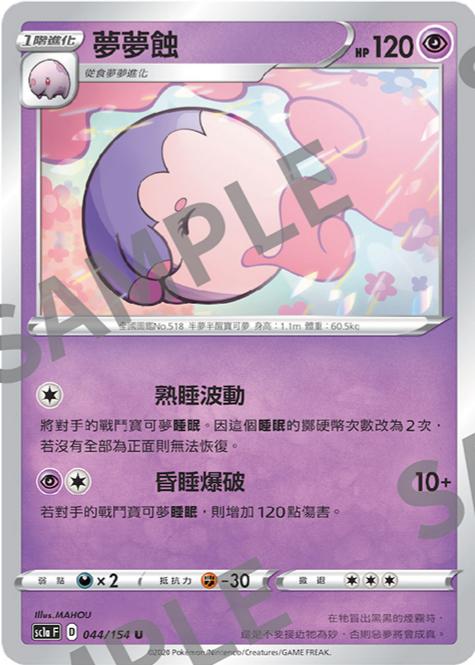 1階進化 夢夢蝕 HP 120
從食夢夢進化
SAMPLE
全國圖鑑No.518 半夢半醒寶可夢 身高：1.1m 體重：60.5kg
熟睡波動
將對手的戰鬥寶可夢睡眠。因這個睡眠的擲硬幣次數改為2次，
若沒有全部為正面則無法恢復。
昏睡爆破 10+
若對手的戰鬥寶可夢睡眠，則增加120點傷害。
弱點 ×2 抵抗力 -30 撤退
Illus.MAHOU
sc1a F D 044/154 U
在牠冒出黑黑的煙霧時，
還是不要接近牠為妙，否則惡夢將會成真。
©2020 Pokémon/Nintendo/Creatures/GAME FREAK.
SAMPLE
SAMPLE